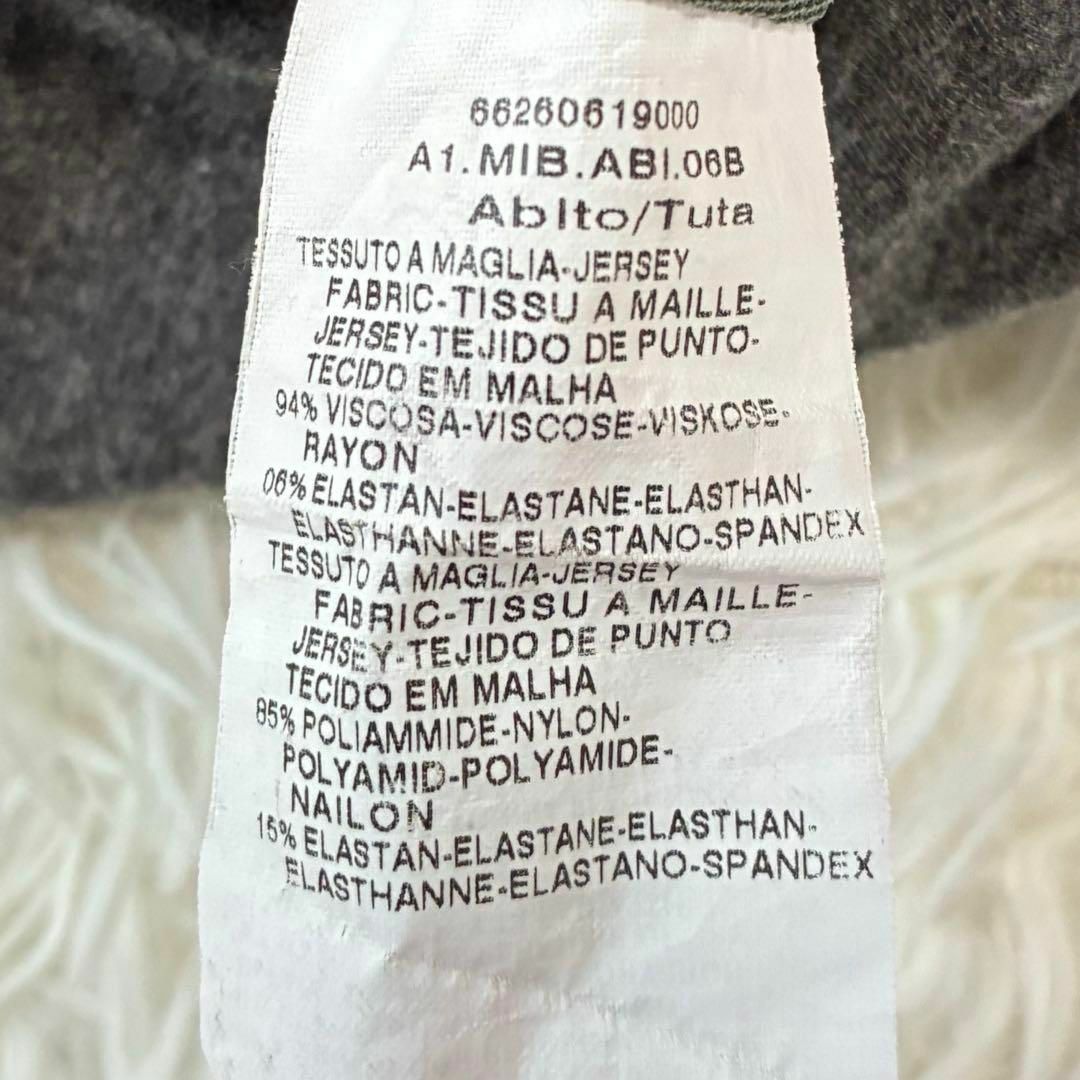 66260619000
A1.MIB.ABI.06B
Abito/Tuta
TESSUTO A MAGLIA-JERSEY
FABRIC-TISSU A MAILLE-
JERSEY-TEJIDO DE PUNTO-
TECIDO EM MALHA
94% VISCOSA-VISCOSE-VISKOSE-
RAYON
06% ELASTAN-ELASTANE-ELASTHAN-
ELASTHANNE-ELASTANO-SPANDEX
TESSUTO A MAGLIA-JERSEY
FABRIC-TISSU A MAILLE-
JERSEY-TEJIDO DE PUNTO
TECIDO EM MALHA
85% POLIAMMIDE-NYLON-
POLYAMID-POLYAMIDE-
NAILON
15% ELASTAN-ELASTANE-ELASTHAN-
ELASTHANNE-ELASTANO-SPANDEX